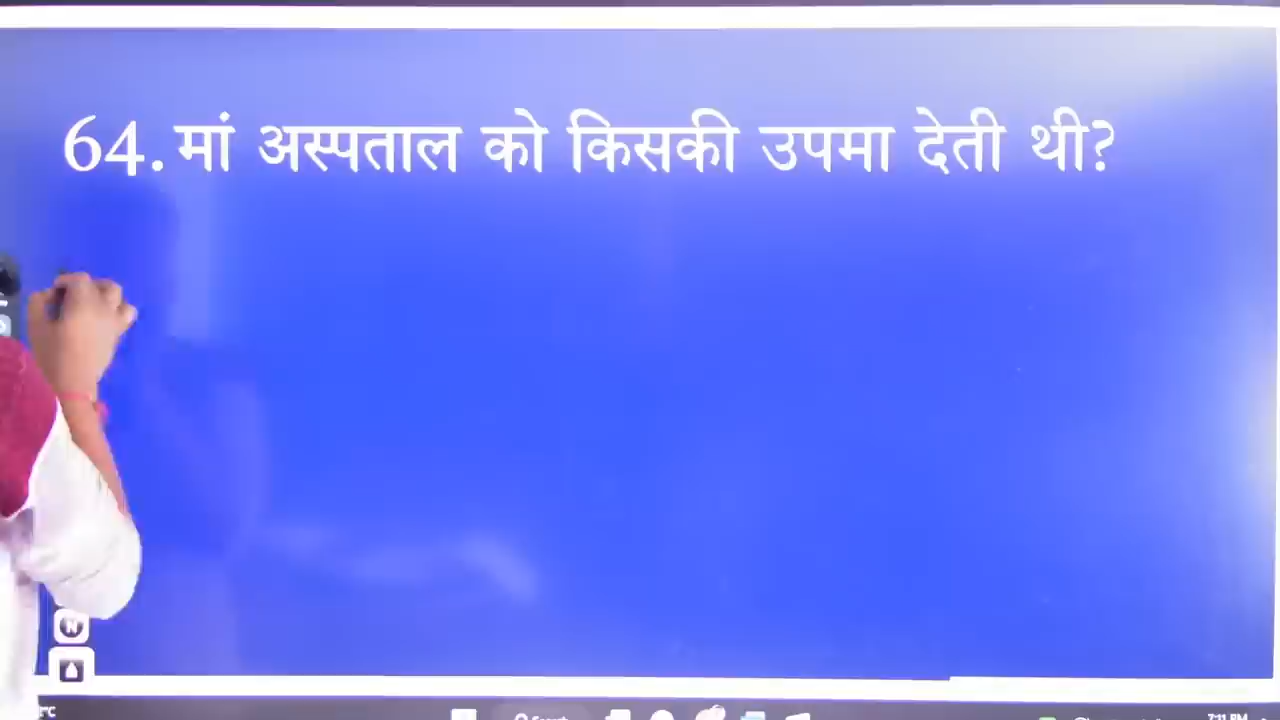 64. मां अस्पताल को किसकी उपमा देती थी?
N